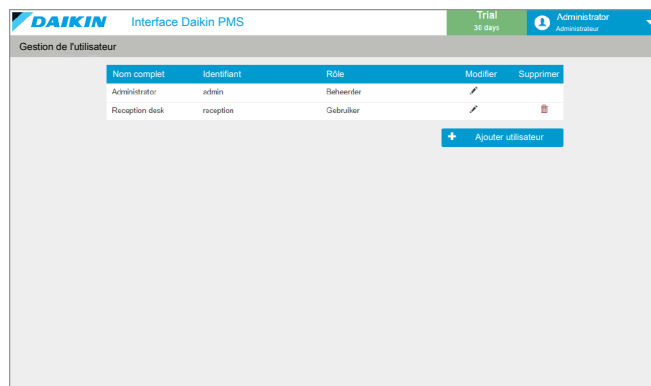 DAIKIN Interface Daikin PMS Trial Administrator
30 days Administrateur
Gestion de l'utilisateur
Nom complet Identifiant Rôle Modifier Supprimer
Administrator admin Beheerder
Reception desk reception Gebruiker
+ Ajouter utilisateur